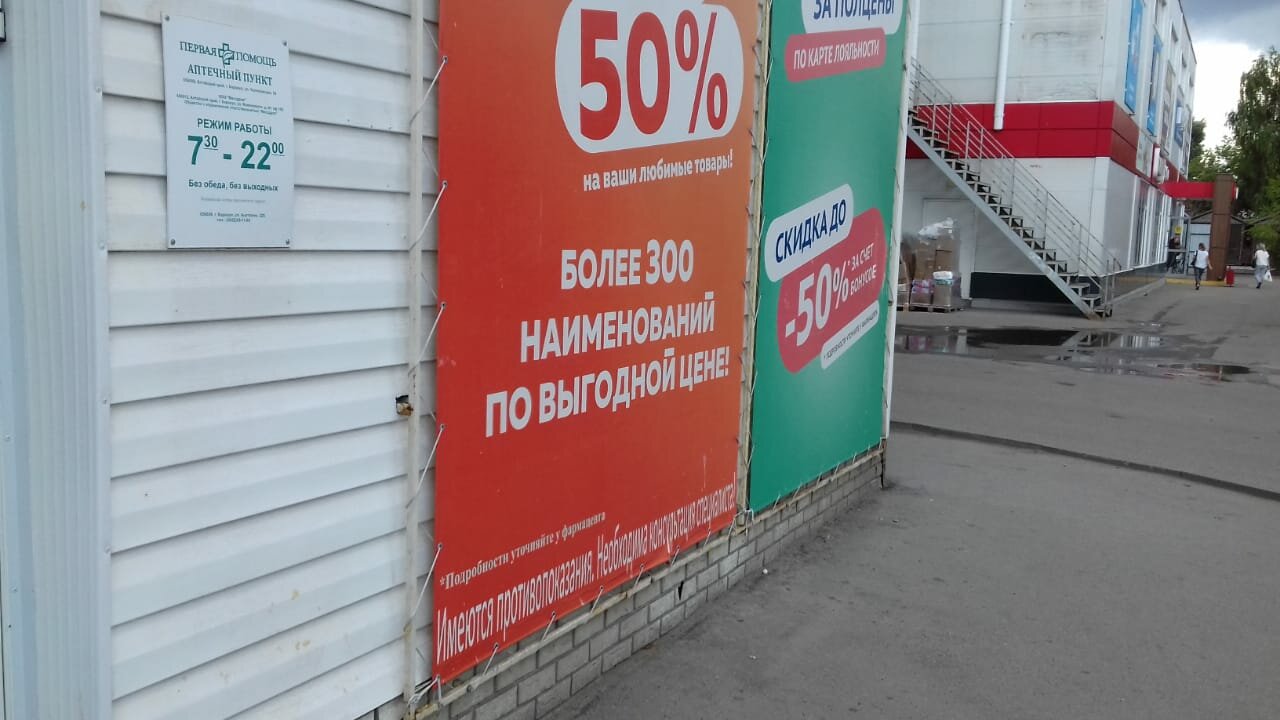 ПЕРВАЯ ПОМОЩЬ
АПТЕЧНЫЙ ПУНКТ
РЕЖИМ РАБОТЫ
7³⁰ - 22⁰⁰
Без обеда, без выходных
50%
на ваши любимые товары!
БОЛЕЕ 300
НАИМЕНОВАНИЙ
ПО ВЫГОДНОЙ ЦЕНЕ!
*Подробности уточняйте у фармацевта
Имеются противопоказания. Необходима консультация специалиста!
ЗА ПОЛЦЕНЫ
ПО КАРТЕ ЛОЯЛЬНОСТИ
СКИДКА ДО
-50%* ЗА СЧЕТ
БОНУСОВ